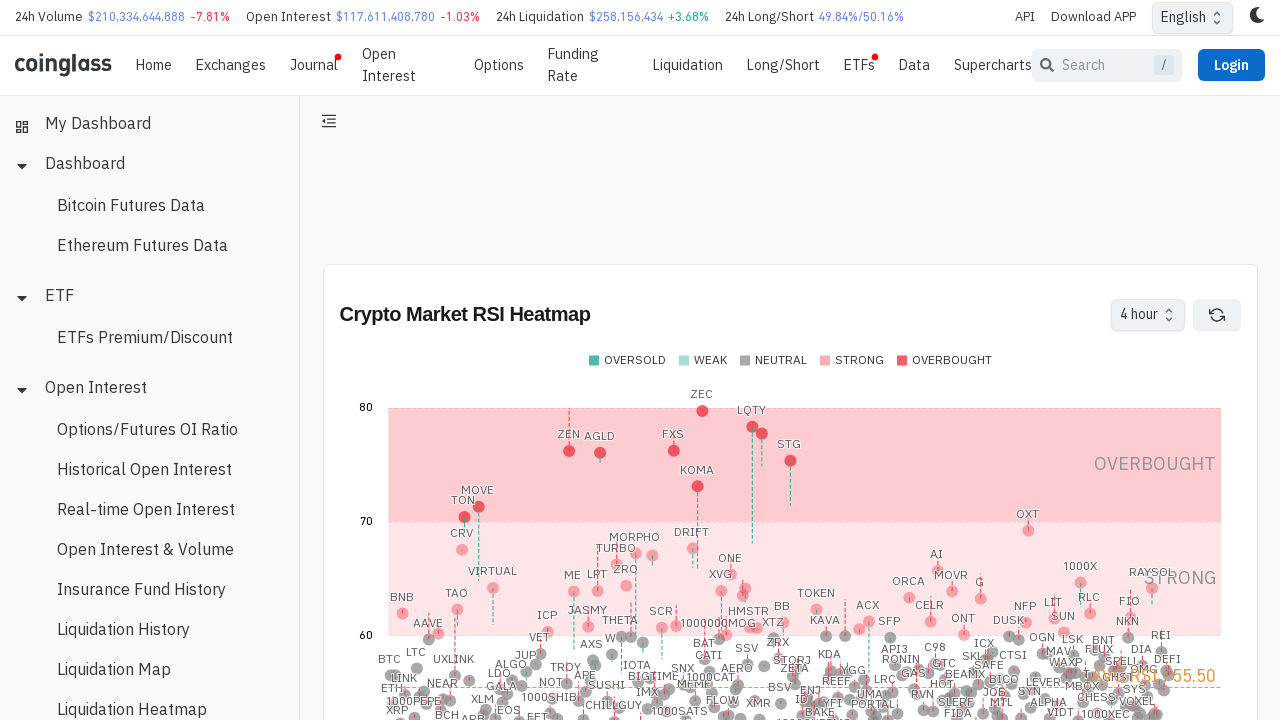 24h Volume $210,334,644,888 -7.81% Open Interest $117,611,408,780 -1.03% 24h Liquidation $258,156,434 +3.68% 24h Long/Short 49.84%/50.16% API Download APP English
coinglass Home Exchanges Journal Open Interest Options Funding Rate Liquidation Long/Short ETFs Data Supercharts Search / Login
My Dashboard
Dashboard
Bitcoin Futures Data
Ethereum Futures Data
ETF
ETFs Premium/Discount
Open Interest
Options/Futures OI Ratio
Historical Open Interest
Real-time Open Interest
Open Interest & Volume
Insurance Fund History
Liquidation History
Liquidation Map
Liquidation Heatmap
Crypto Market RSI Heatmap 4 hour
OVERSOLD WEAK NEUTRAL STRONG OVERBOUGHT
ZEC
80
LQTY
ZEN AGLD FXS
STG
OVERBOUGHT
KOMA
MOVE
TON
OXT
70
CRV MORPHO DRIFT
TURBO
ONE AI
1000X
VIRTUAL ME LPT ZRO XVG MOVR RAYSOL
STRONG
ORCA G
BNB TAO TOKEN RLC
BB ACX CELR NFP LIT FIO
ICP JASMY SCR HMSTR
AAVE THETA 1000000MOG XTZ KAVA SFP ONT DUSK SUN NKN
60
VET AXS ZRX OGN LSK BNT REI
LTC JUP SSV API3 C98 ICX MAV FLUX DIA
BTC UXLINK ALGO CATI STORJ KDA RONIN GTC SKL CTSI WAXP SPELL DEFI
LINK LDO TROY IOTA SNX AERO ZETA SAFE OMG
ETH NEAR GALA NOT APE SUSHI BIGTIME 1000CAT MEME BSV ENJ REEF LRC GAS HOT BEAMX BICO LEVER MBOX SYS
1000PEPE XLM 1000SHIB IMX FLOW XMR UMA RVN JOE SYN CHESS
XRP BCH EOS CHILLGUY 1000SATS BAKE PORTAL FIDA SLERF MTL ALPHA VIDT 1000XEC VOXEL